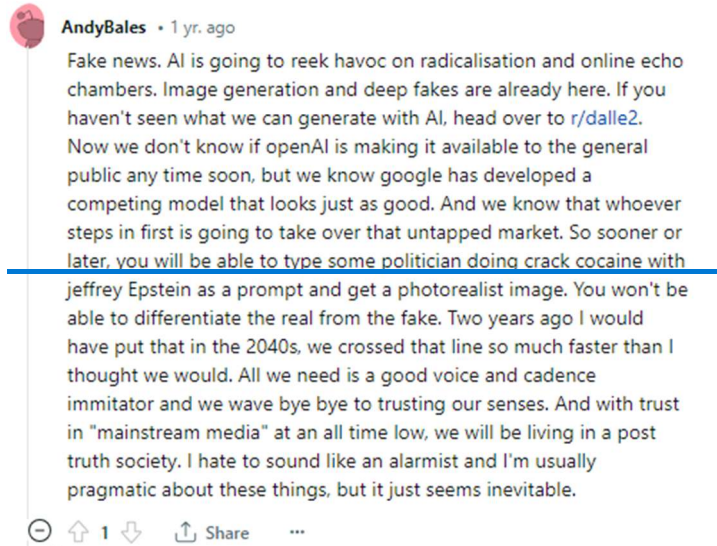 AndyBales • 1 yr. ago
Fake news. AI is going to reek havoc on radicalisation and online echo
chambers. Image generation and deep fakes are already here. If you
haven't seen what we can generate with AI, head over to r/dalle2.
Now we don't know if openAI is making it available to the general
public any time soon, but we know google has developed a
competing model that looks just as good. And we know that whoever
steps in first is going to take over that untapped market. So sooner or
later, you will be able to type some politician doing crack cocaine with
jeffrey Epstein as a prompt and get a photorealist image. You won't be
able to differentiate the real from the fake. Two years ago I would
have put that in the 2040s, we crossed that line so much faster than I
thought we would. All we need is a good voice and cadence
immitator and we wave bye bye to trusting our senses. And with trust
in "mainstream media" at an all time low, we will be living in a post
truth society. I hate to sound like an alarmist and I'm usually
pragmatic about these things, but it just seems inevitable.
1 Share ...